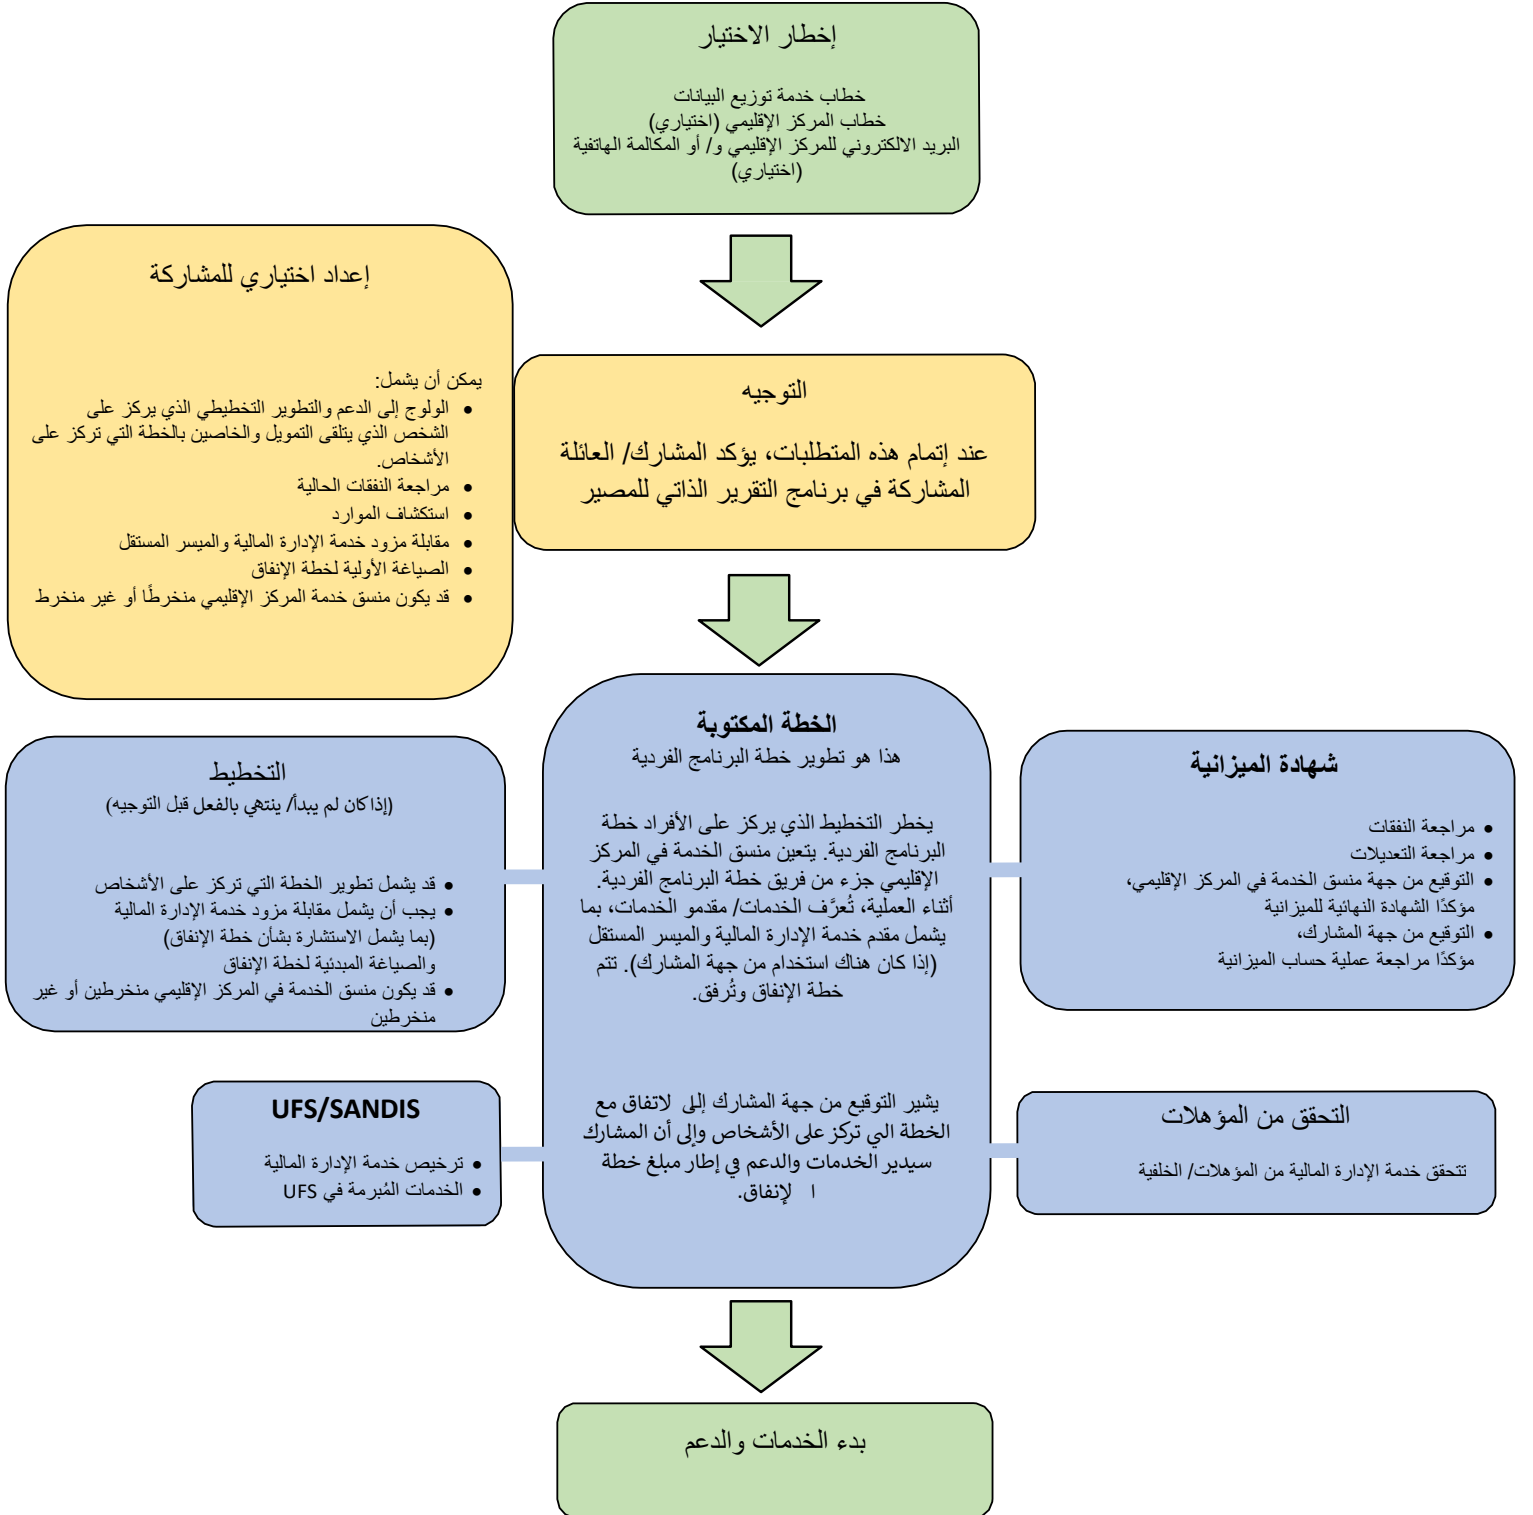 إخطار الاختيار
خطاب خدمة توزيع البيانات
خطاب المركز الإقليمي (اختياري)
البريد الالكتروني للمركز الإقليمي و/ أو المكالمة الهاتفية
(اختياري)
إعداد اختياري للمشاركة
يمكن أن يشمل:
• الولوج إلى الدعم والتطوير التخطيطي الذي يركز على
الشخص الذي يتلقى التمويل والخاصين بالخطة التي تركز على
الأشخاص.
• مراجعة النفقات الحالية
• استكشاف الموارد
• مقابلة مزود خدمة الإدارة المالية والميسر المستقل
• الصياغة الأولية لخطة الإنفاق
• قد يكون منسق خدمة المركز الإقليمي منخرطًا أو غير منخرط
التوجيه
عند إتمام هذه المتطلبات، يؤكد المشارك/ العائلة
المشاركة في برنامج التقرير الذاتي للمصير
الخطة المكتوبة
هذا هو تطوير خطة البرنامج الفردية
يخطر التخطيط الذي يركز على الأفراد خطة
البرنامج الفردية. يتعين منسق الخدمة في المركز
الإقليمي جزء من فريق خطة البرنامج الفردية.
أثناء العملية، تُعرَّف الخدمات/ مقدمو الخدمات، بما
يشمل مقدم خدمة الإدارة المالية والميسر المستقل
(إذا كان هناك استخدام من جهة المشارك). تتم
خطة الإنفاق وتُرفق.
يشير التوقيع من جهة المشارك إلى لاتفاق مع
الخطة التي تركز على الأشخاص وإلى أن المشارك
سيدير الخدمات والدعم في إطار مبلغ خطة
ا لإنفاق.
شهادة الميزانية
• مراجعة النفقات
• مراجعة التعديلات
• التوقيع من جهة منسق الخدمة في المركز الإقليمي،
مؤكدًا الشهادة النهائية للميزانية
• التوقيع من جهة المشارك،
مؤكدًا مراجعة عملية حساب الميزانية
التخطيط
(إذا كان لم يبدأ/ ينتهي بالفعل قبل التوجيه)
• قد يشمل تطوير الخطة التي تركز على الأشخاص
• يجب أن يشمل مقابلة مزود خدمة الإدارة المالية
(بما يشمل الاستشارة بشأن خطة الإنفاق)
والصياغة المبدئية لخطة الإنفاق
• قد يكون منسق الخدمة في المركز الإقليمي منخرطين أو غير
منخرطين
التحقق من المؤهلات
تتحقق خدمة الإدارة المالية من المؤهلات/ الخلفية
UFS/SANDIS
• ترخيص خدمة الإدارة المالية
• الخدمات المُبرمة في UFS
بدء الخدمات والدعم